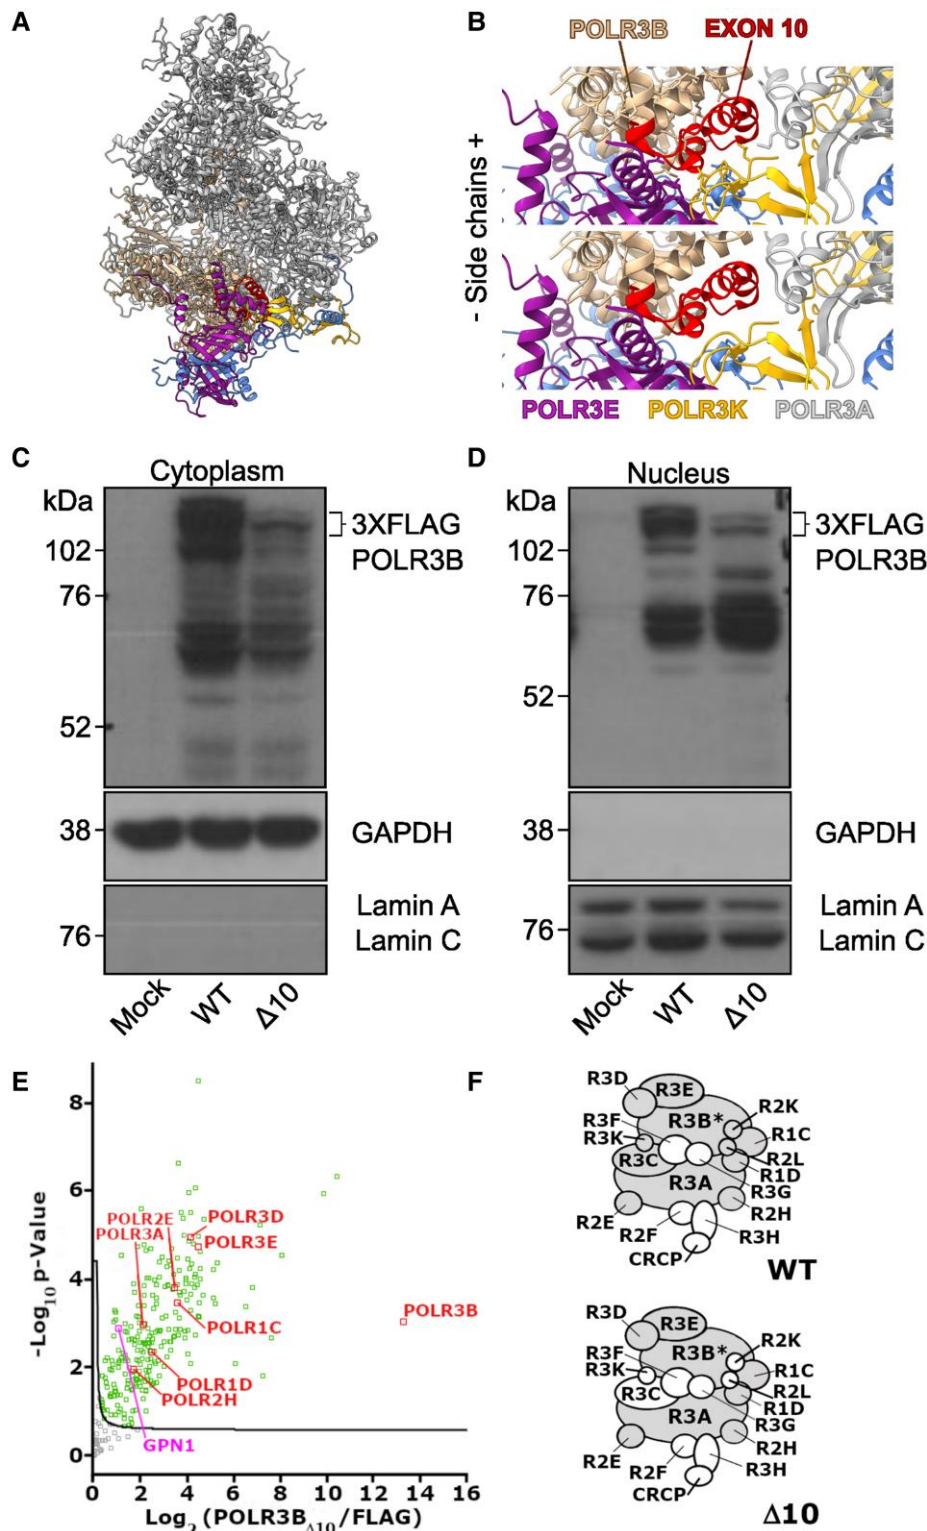 A
B
POLR3B
EXON 10
- Side chains +
POLR3E
POLR3K
POLR3A
C
Cytoplasm
kDa
102
76
52
38
76
3XFLAG
POLR3B
GAPDH
Lamin A
Lamin C
Mock
WT
Δ10
D
Nucleus
kDa
102
76
52
38
76
3XFLAG
POLR3B
GAPDH
Lamin A
Lamin C
Mock
WT
Δ10
E
-Log10 p-Value
8
6
4
2
0
POLR2E
POLR3A
POLR3D
POLR3E
POLR1C
POLR3B
POLR1D
POLR2H
GPN1
0 2 4 6 8 10 12 14 16
Log2 (POLR3BΔ10/FLAG)
F
R3D
R3E
R3F
R3B*
R2K
R3K
R1C
R3C
R2L
R1D
R3A
R3G
R2E
R2H
R2F
R3H
CRCP
WT
R3D
R3E
R3F
R3B*
R2K
R3K
R1C
R3C
R2L
R1D
R3A
R3G
R2E
R2H
R2F
R3H
CRCP
Δ10